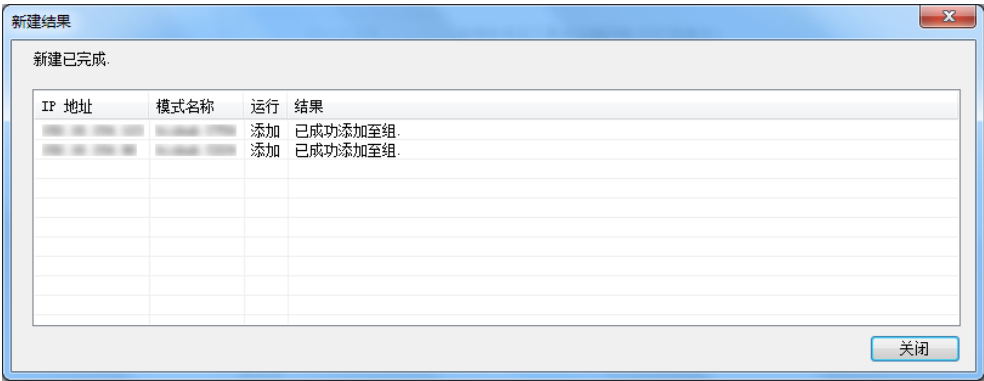 新建结果
新建已完成.
IP 地址 模式名称 运行 结果
添加 已成功添加至组.
添加 已成功添加至组.
关闭